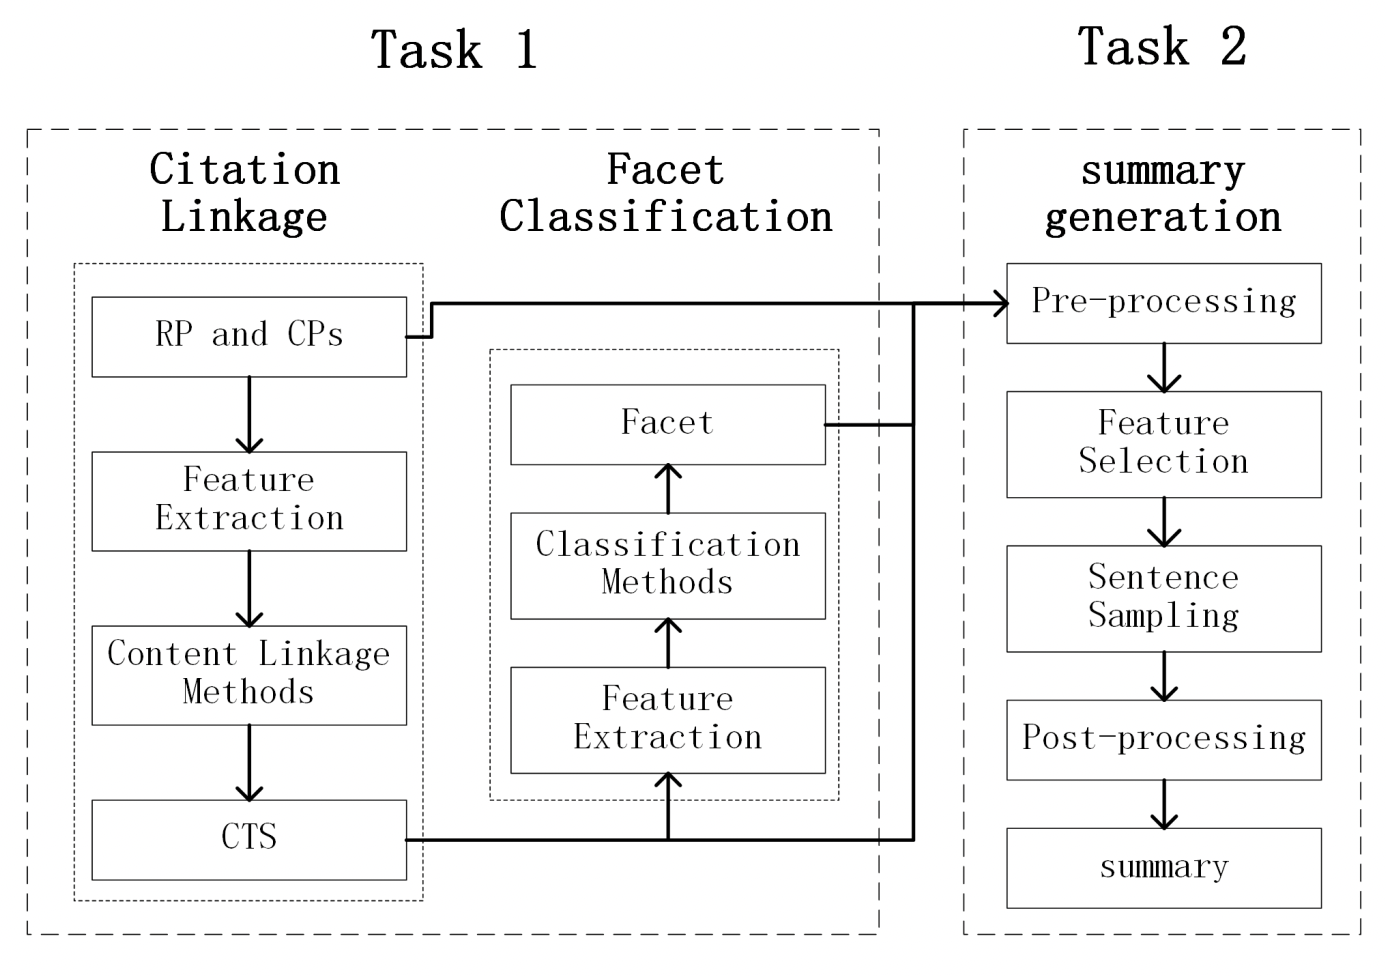 Task 1
Citation
Linkage
RP and CPs
Feature
Extraction
Content Linkage
Methods
CTS
Facet
Classification
Facet
Classification
Methods
Feature
Extraction
Task 2
summary
generation
Pre-processing
Feature
Selection
Sentence
Sampling
Post-processing
summary